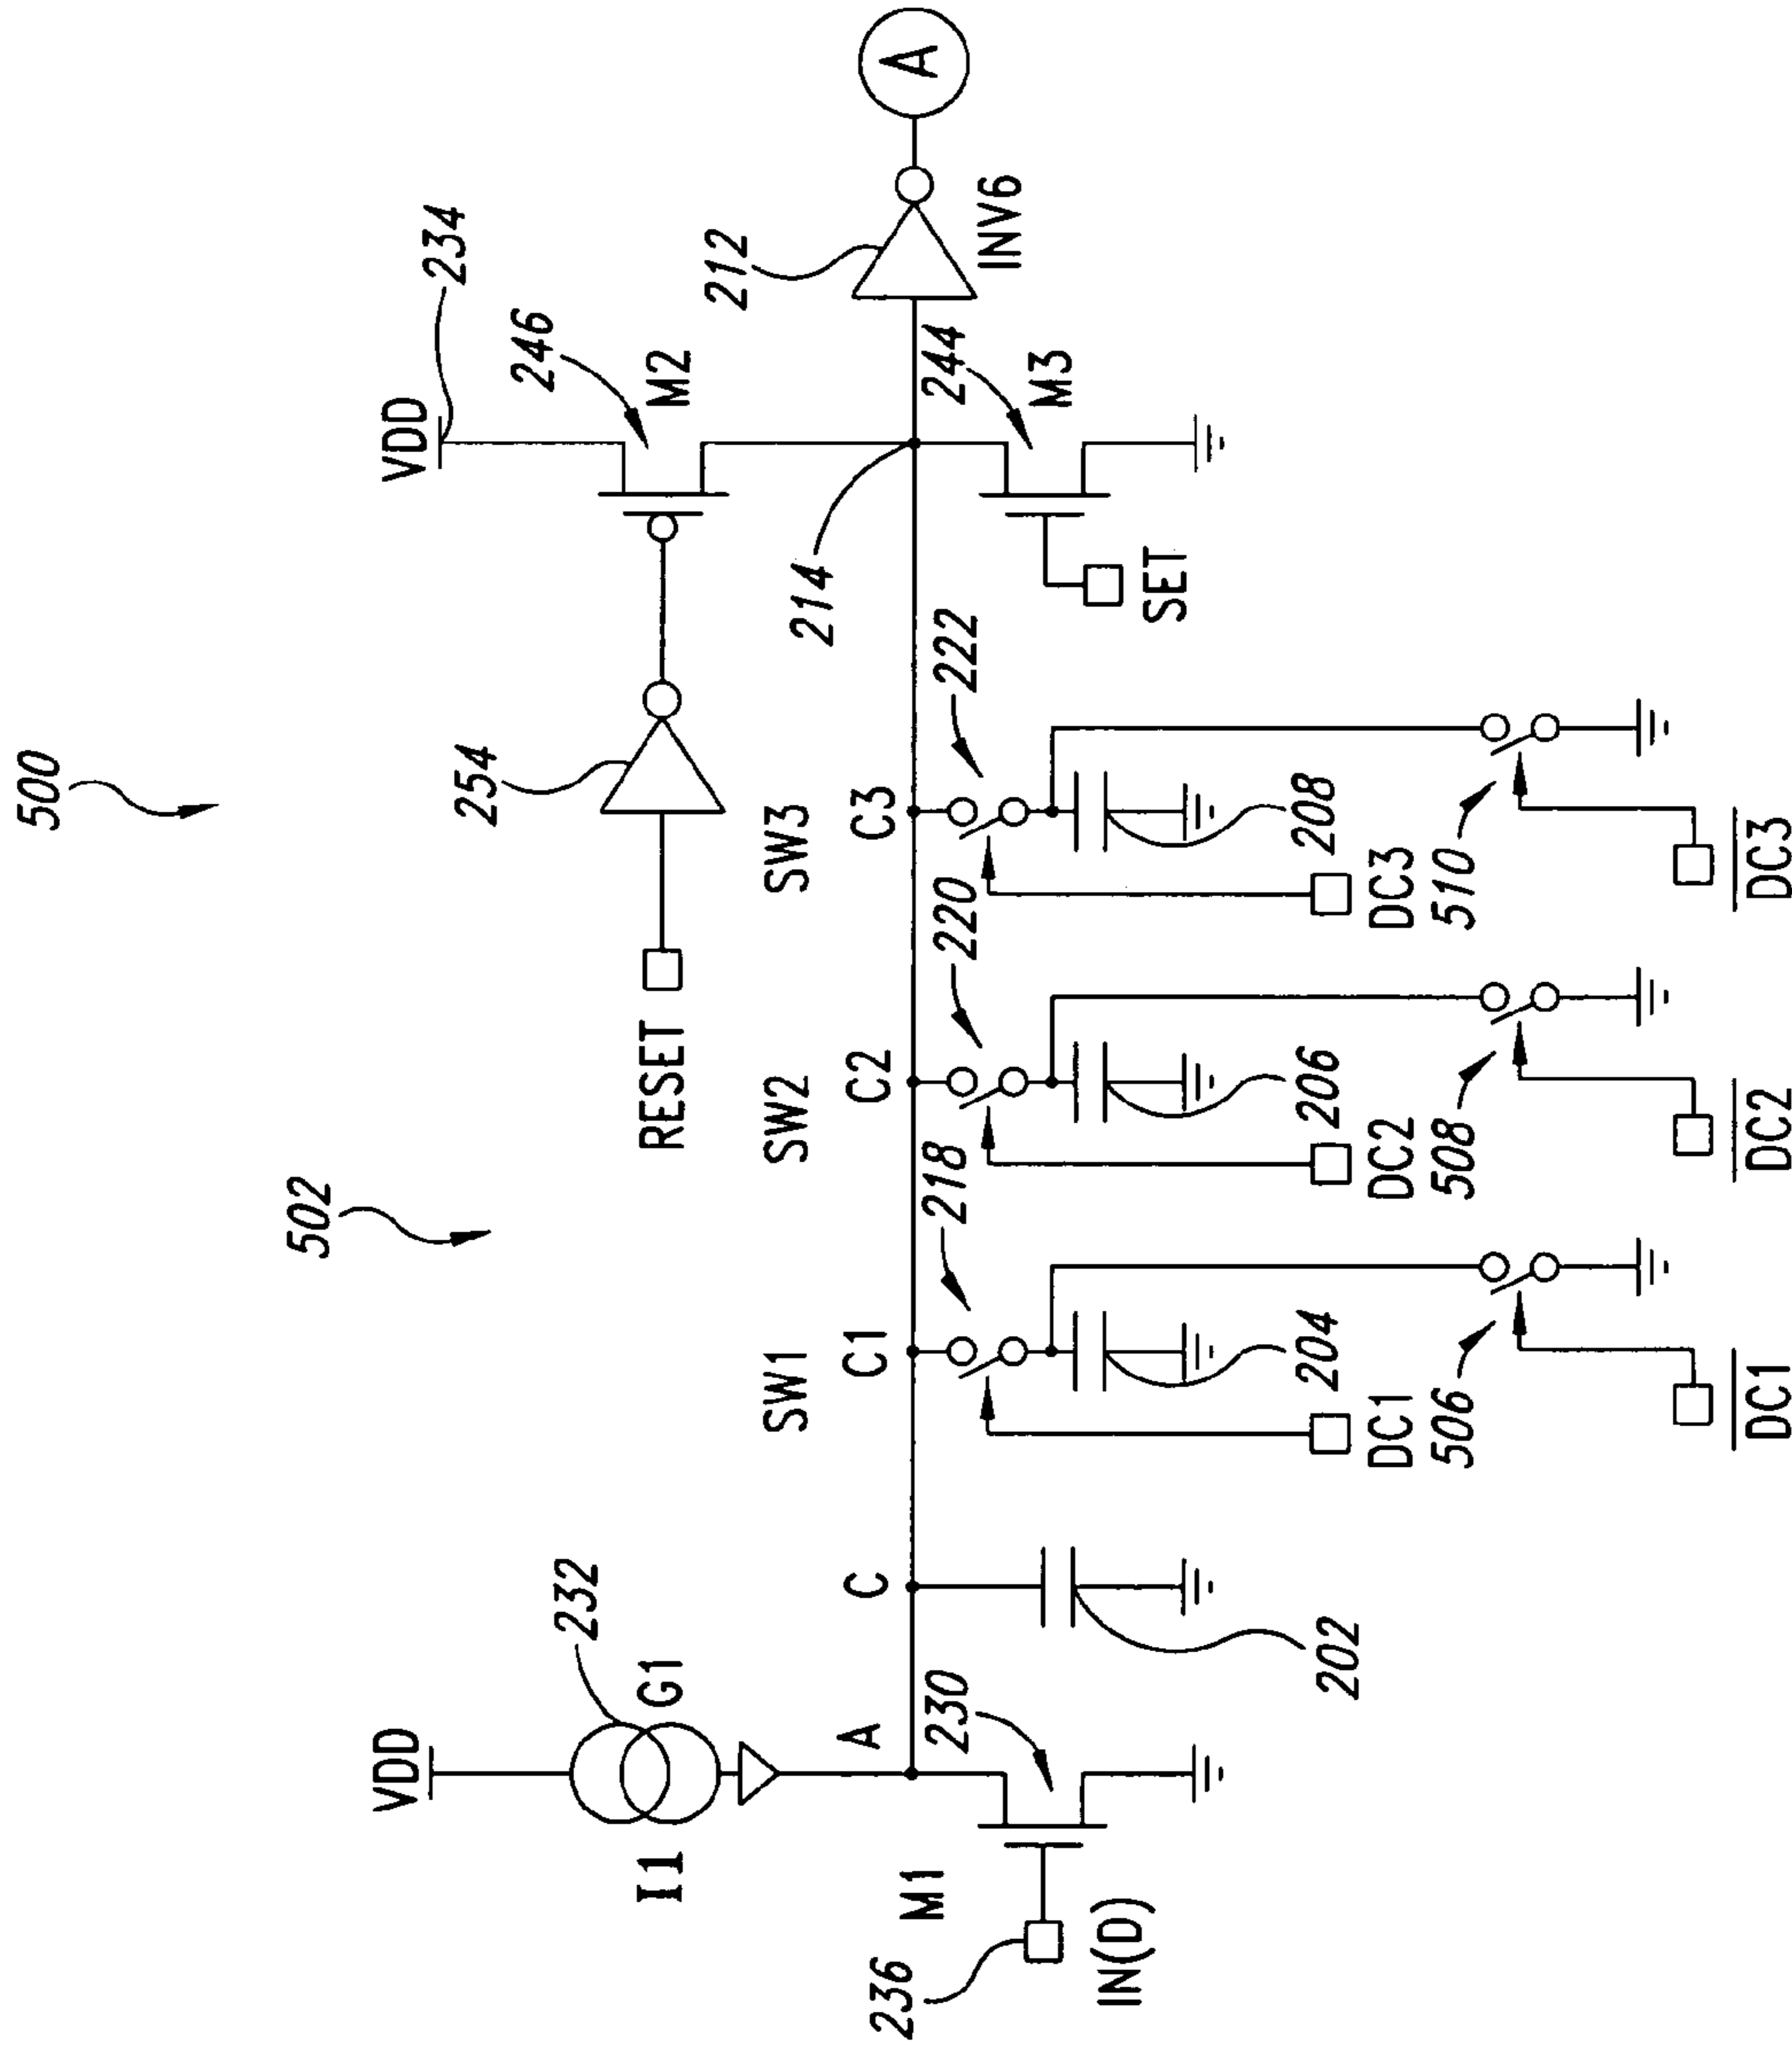 500
502
VDD
232
I1
G1
A
M1
230
236
IN(D)
C
202
SW1
C1
218
204
DC1
506
DC1
SW2
C2
220
206
DC2
508
DC2
SW3
C3
222
208
DC3
510
DC3
RESET
254
VDD
234
246
M2
214
244
M3
SET
212
INV6
A